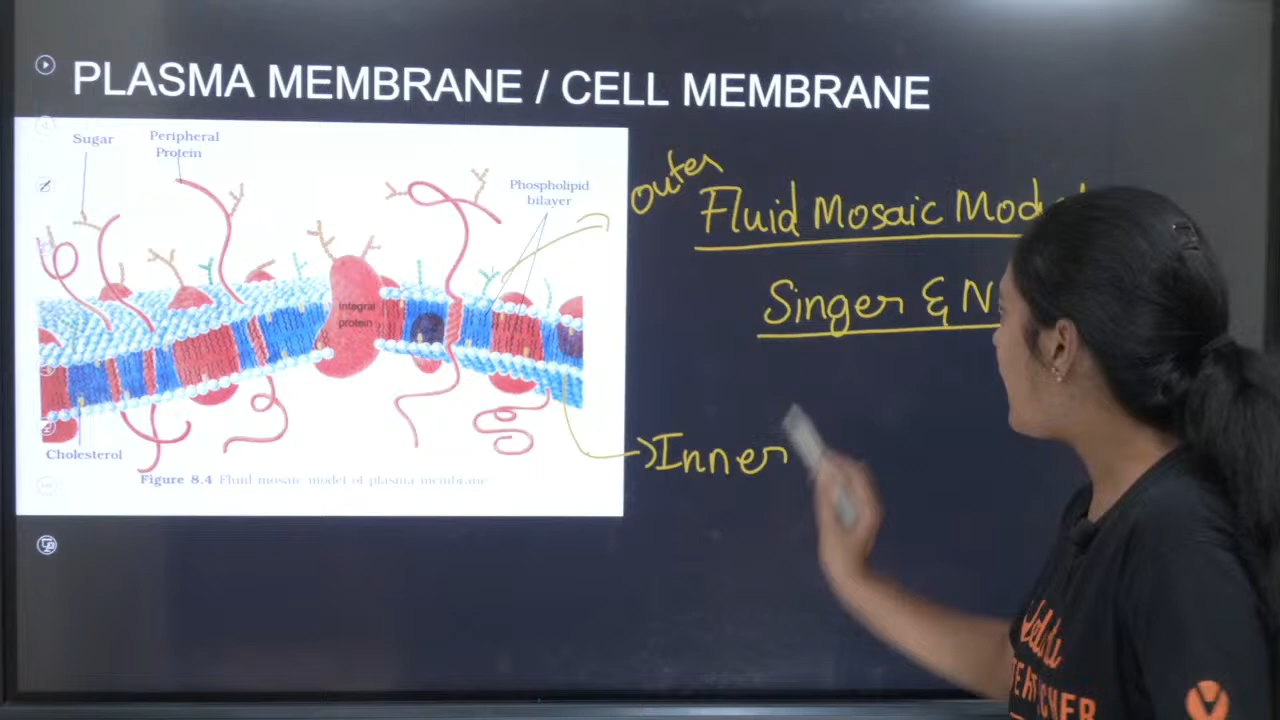 PLASMA MEMBRANE / CELL MEMBRANE
Sugar
Peripheral
Protein
Phospholipid
bilayer
Integral
protein
Cholesterol
Figure 8.4 Fluid mosaic model of plasma membrane
outer
Fluid Mosaic
Singer & N
Inner